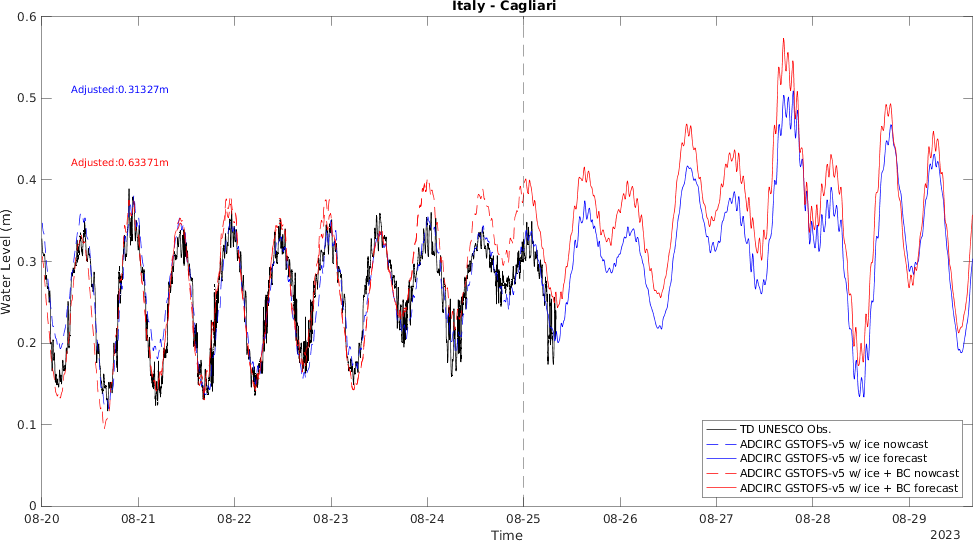 Italy - Cagliari
0.6
0.5
0.4
0.3
0.2
0.1
0
Water Level (m)
Adjusted:0.31327m
Adjusted:0.63371m
TD UNESCO Obs.
ADCIRC GSTOFS-v5 w/ ice nowcast
ADCIRC GSTOFS-v5 w/ ice forecast
ADCIRC GSTOFS-v5 w/ ice + BC nowcast
ADCIRC GSTOFS-v5 w/ ice + BC forecast
08-20 08-21 08-22 08-23 08-24 08-25 08-26 08-27 08-28 08-29
Time
2023